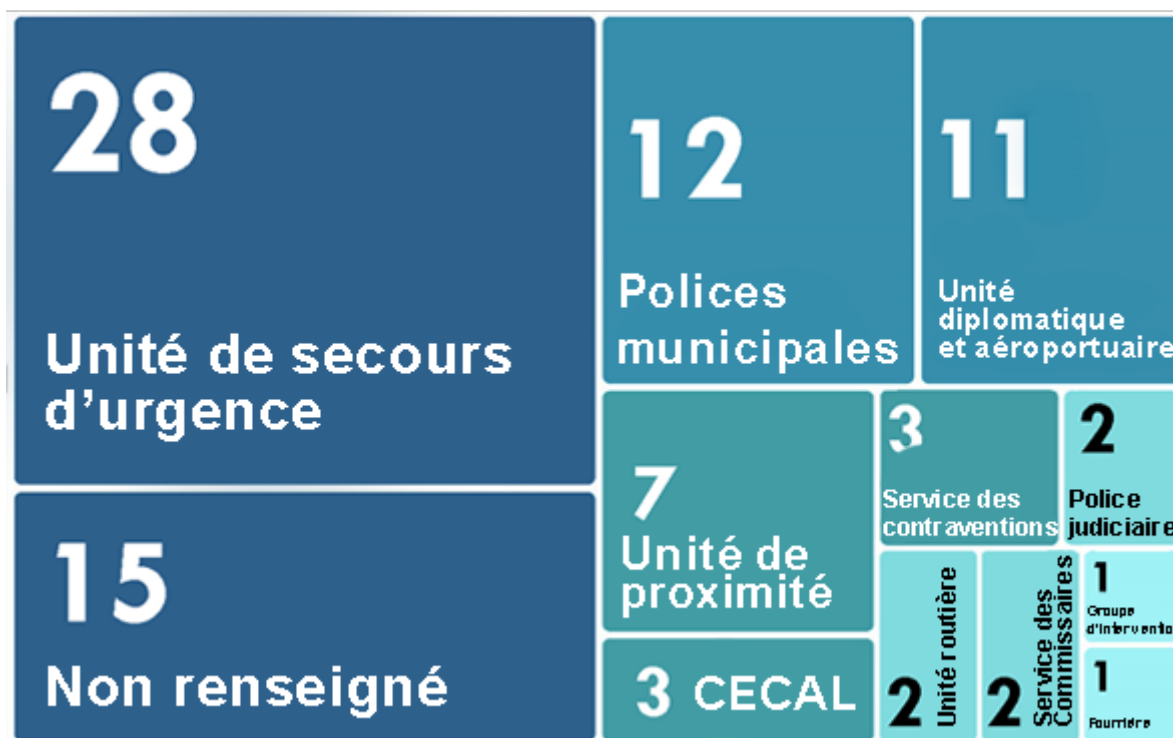 28
Unité de secours
d’urgence
12
Polices
municipales
11
Unité
diplomatique
et aéroportuaire
15
Non renseigné
7
Unité de
proximité
3 CECAL
3
Service des
contraventions
2
Police
judiciaire
2
Unité routière
2
Service des
Commissaires
1
Groupe
d'interventio
1
Fourrière